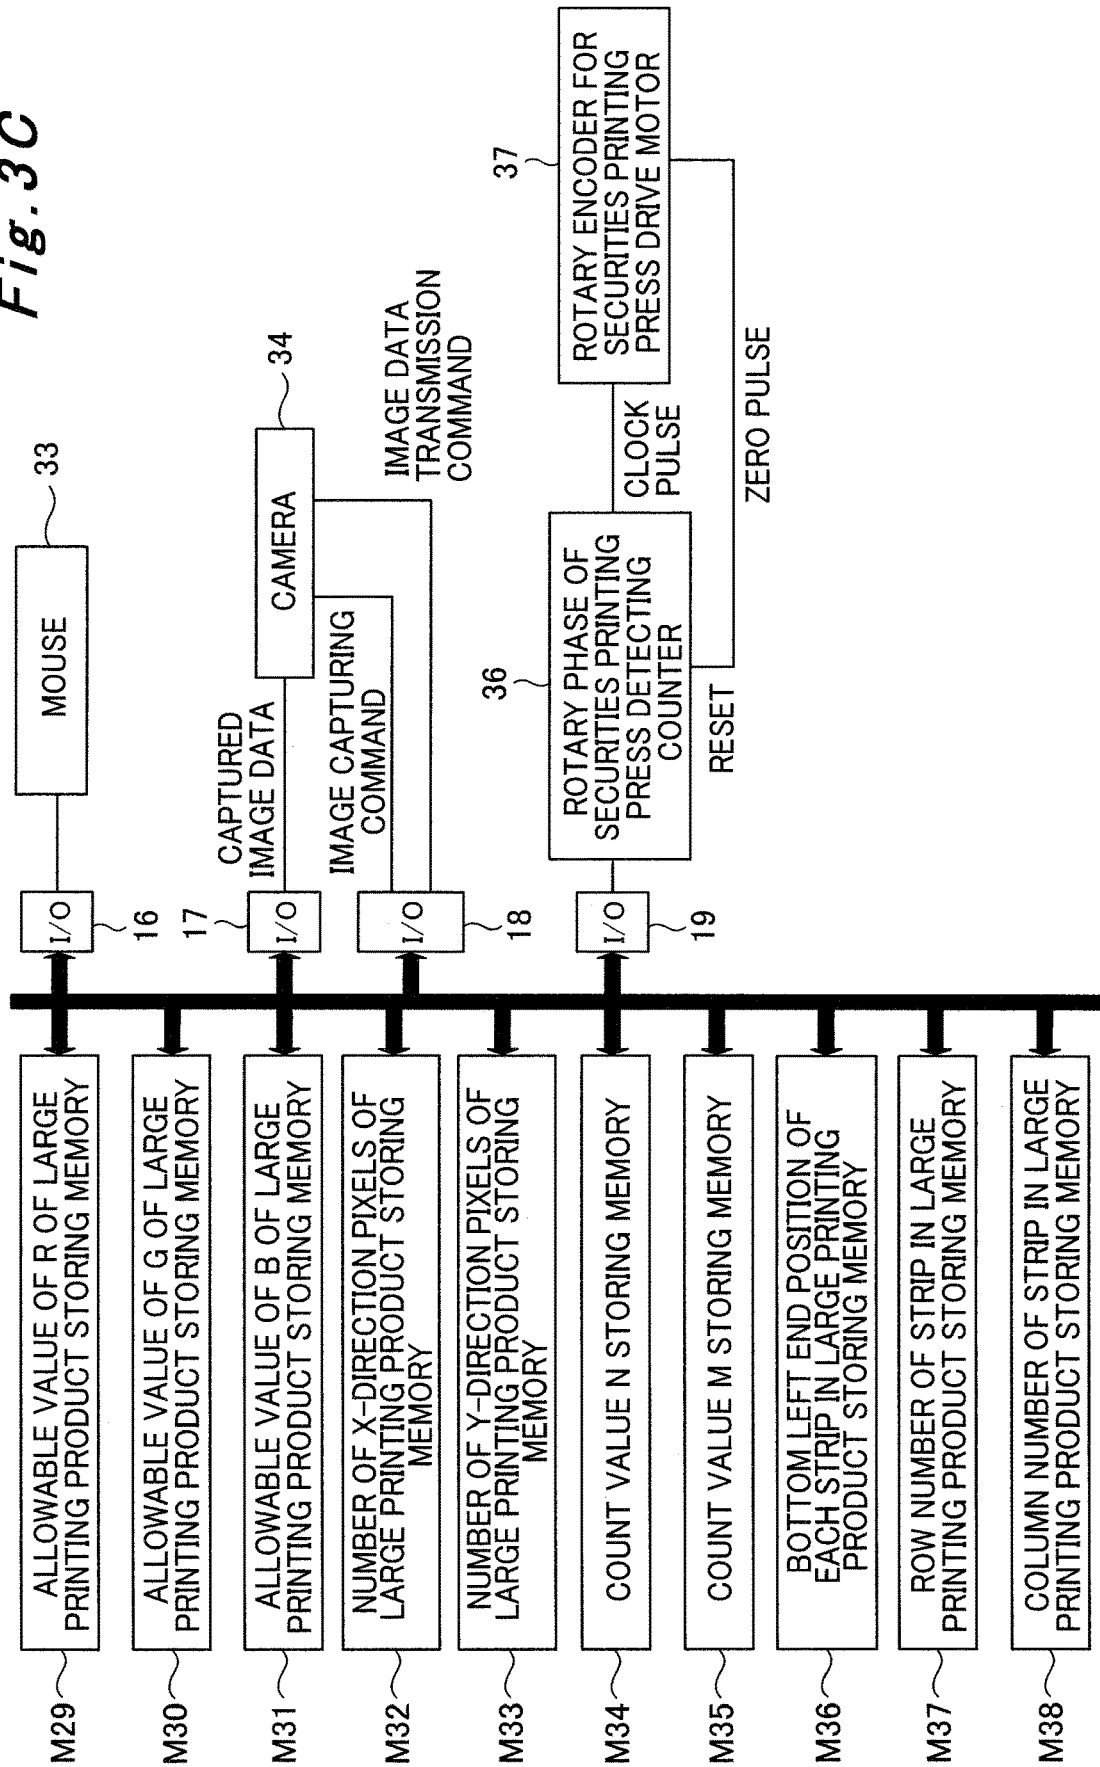 Fig. 3C
M29
ALLOWABLE VALUE OF R OF LARGE
PRINTING PRODUCT STORING MEMORY
M30
ALLOWABLE VALUE OF G OF LARGE
PRINTING PRODUCT STORING MEMORY
M31
ALLOWABLE VALUE OF B OF LARGE
PRINTING PRODUCT STORING MEMORY
M32
NUMBER OF X-DIRECTION PIXELS OF
LARGE PRINTING PRODUCT STORING
MEMORY
M33
NUMBER OF Y-DIRECTION PIXELS OF
LARGE PRINTING PRODUCT STORING
MEMORY
M34
COUNT VALUE N STORING MEMORY
M35
COUNT VALUE M STORING MEMORY
M36
BOTTOM LEFT END POSITION OF
EACH STRIP IN LARGE PRINTING
PRODUCT STORING MEMORY
M37
ROW NUMBER OF STRIP IN LARGE
PRINTING PRODUCT STORING MEMORY
M38
COLUMN NUMBER OF STRIP IN LARGE
PRINTING PRODUCT STORING MEMORY
I/O
16
MOUSE
33
17
I/O
CAPTURED
IMAGE DATA
CAMERA
34
IMAGE CAPTURING
COMMAND
IMAGE DATA
TRANSMISSION
COMMAND
I/O
18
I/O
19
36
ROTARY PHASE OF
SECURITIES PRINTING
PRESS DETECTING
COUNTER
RESET
CLOCK
PULSE
ZERO PULSE
37
ROTARY ENCODER FOR
SECURITIES PRINTING
PRESS DRIVE MOTOR